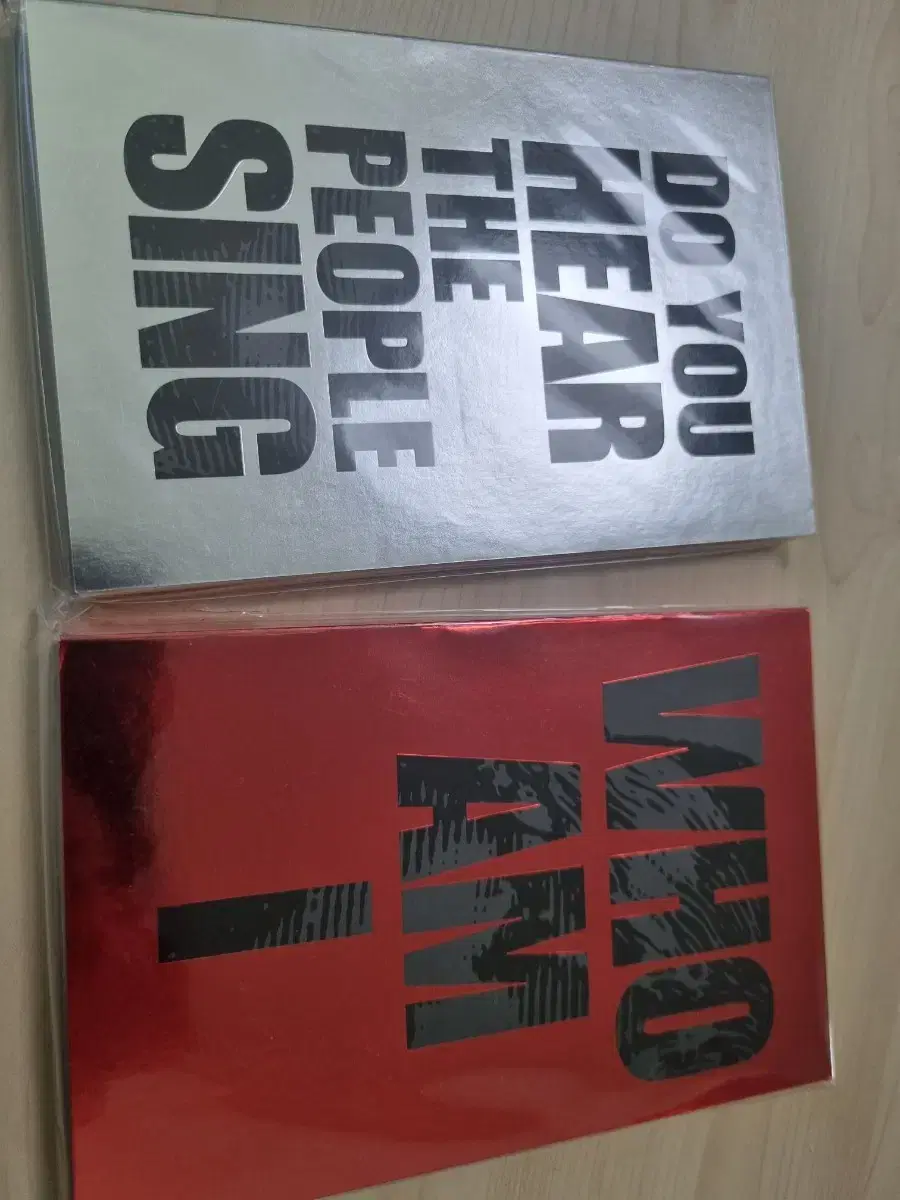 DO YOU
HEAR
THE
PEOPLE
SING
WHO
AM
I